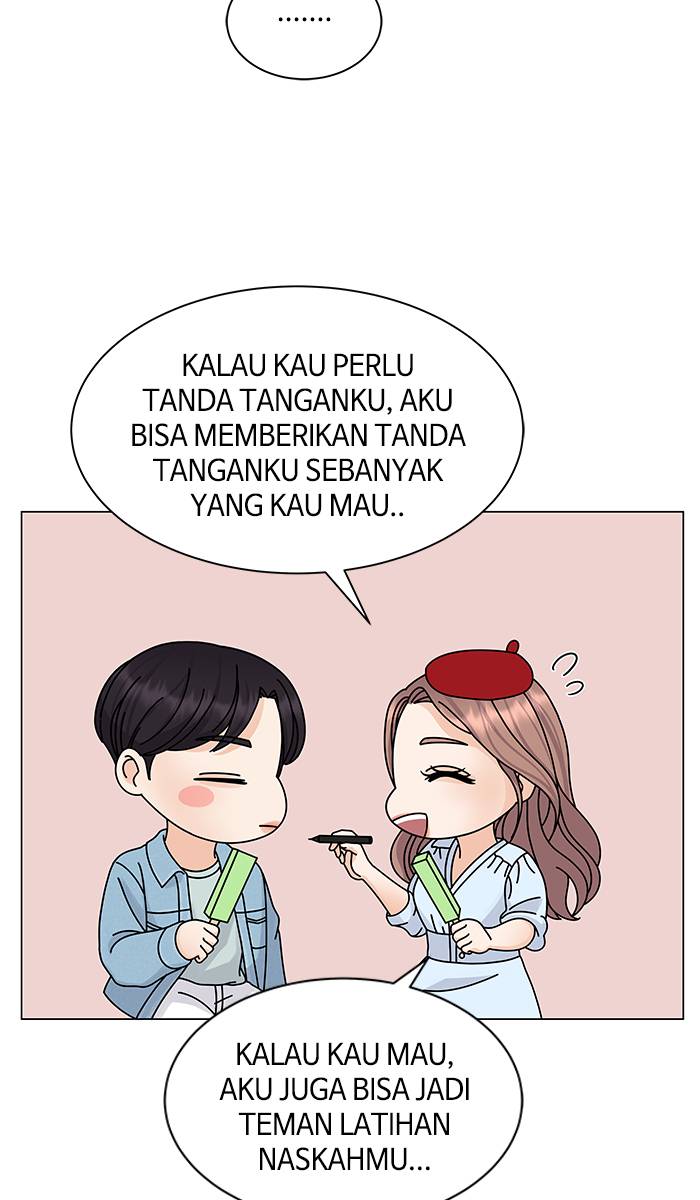 .......
KALAU KAU PERLU
TANDA TANGANKU, AKU
BISA MEMBERIKAN TANDA
TANGANKU SEBANYAK
YANG KAU MAU..
KALAU KAU MAU,
AKU JUGA BISA JADI
TEMAN LATIHAN
NASKAHMU...